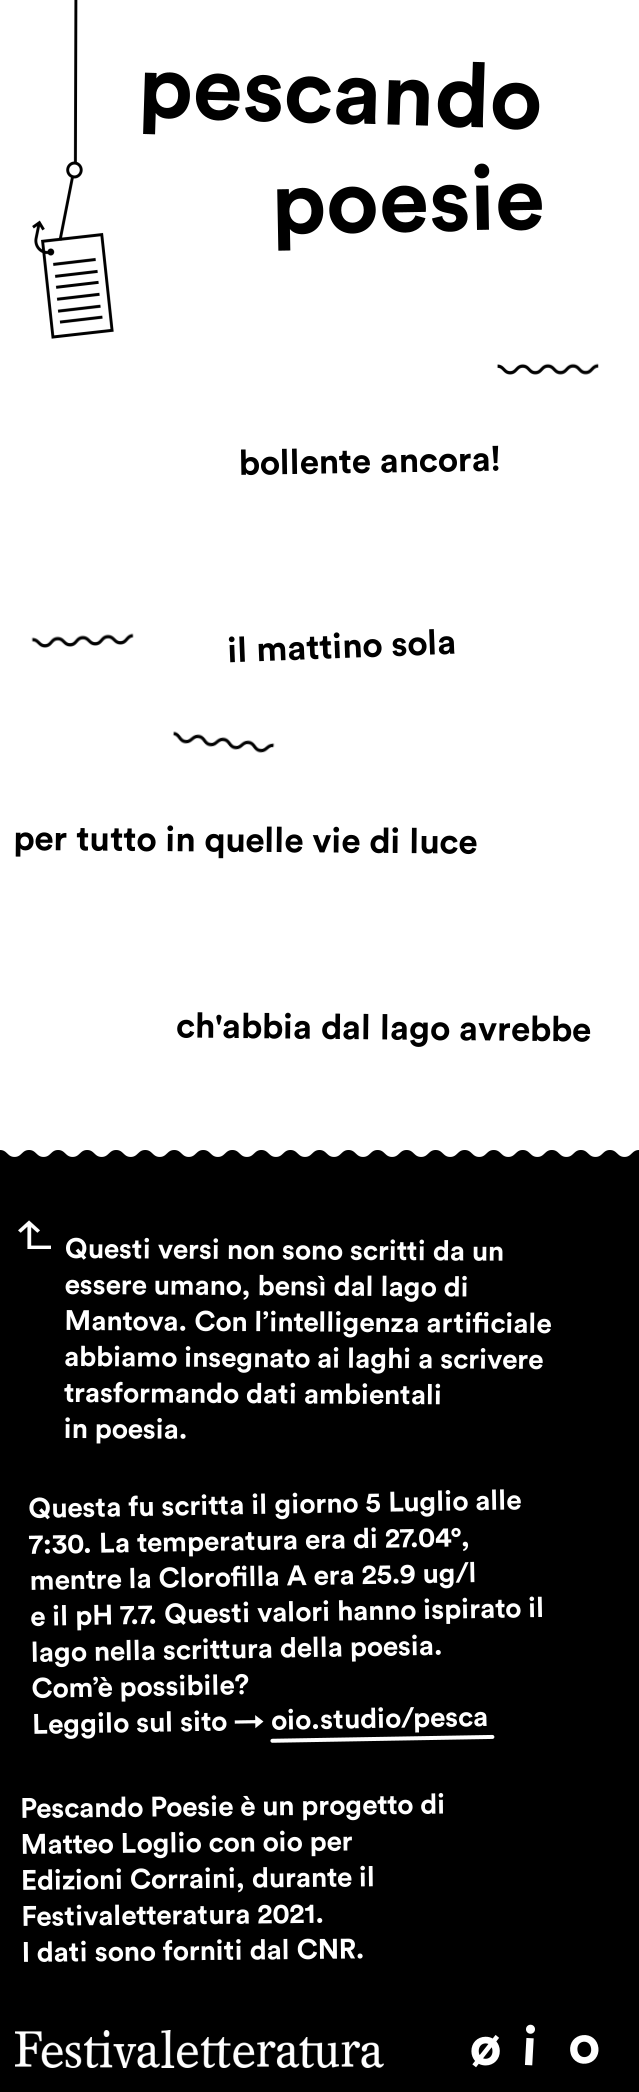 pescando
poesie
bollente ancora!
il mattino sola
per tutto in quelle vie di luce
ch'abbia dal lago avrebbe
Questi versi non sono scritti da un
essere umano, bensì dal lago di
Mantova. Con l’intelligenza artificiale
abbiamo insegnato ai laghi a scrivere
trasformando dati ambientali
in poesia.
Questa fu scritta il giorno 5 Luglio alle
7:30. La temperatura era di 27.04°,
mentre la Clorofilla A era 25.9 ug/l
e il pH 7.7. Questi valori hanno ispirato il
lago nella scrittura della poesia.
Com’è possibile?
Leggilo sul sito → oio.studio/pesca
Pescando Poesie è un progetto di
Matteo Loglio con oio per
Edizioni Corraini, durante il
Festivaletteratura 2021.
I dati sono forniti dal CNR.
Festivaletteratura ø i o